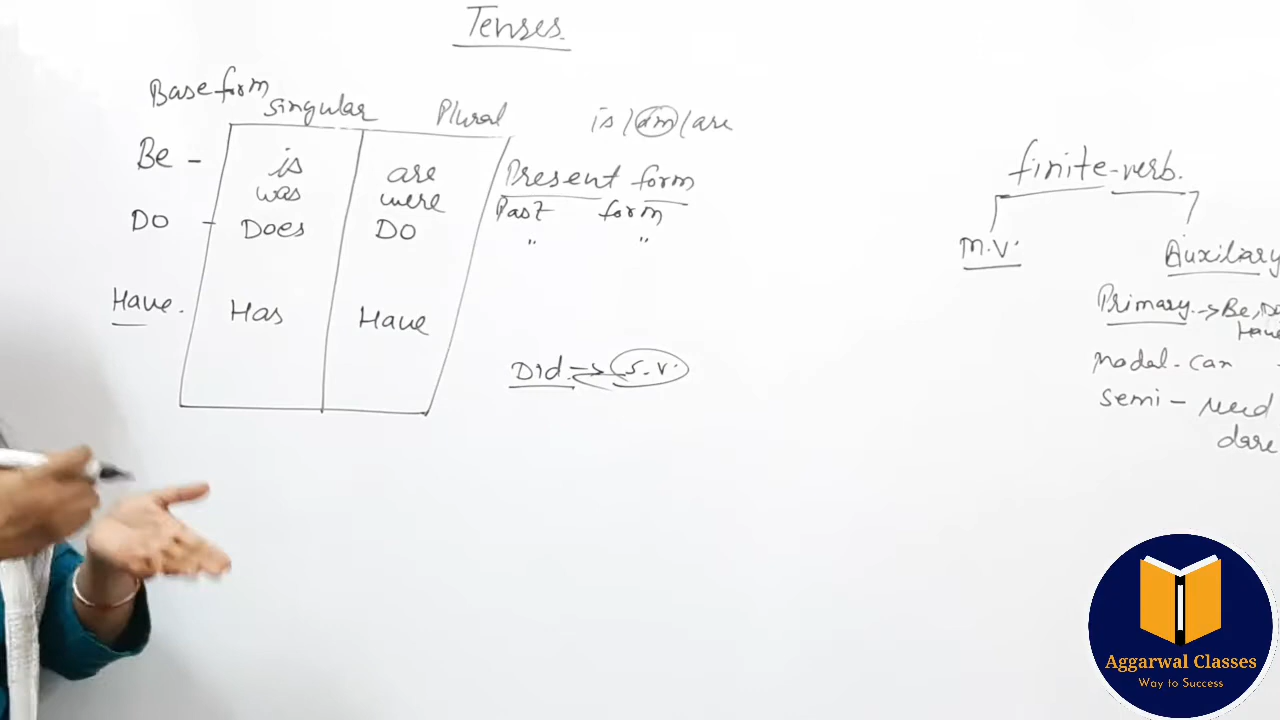 Tenses.
Base form
Singular
Plural
is/am/are
Be - is are Present form
was were Past form
Do - Does Do " "
Have. Has Have
Did. → S.V.
finite-verb.
M.V. Auxiliary
Primary → Be, Do
Have
Modal - can
Semi - Need
dare
Aggarwal Classes
Way to Success